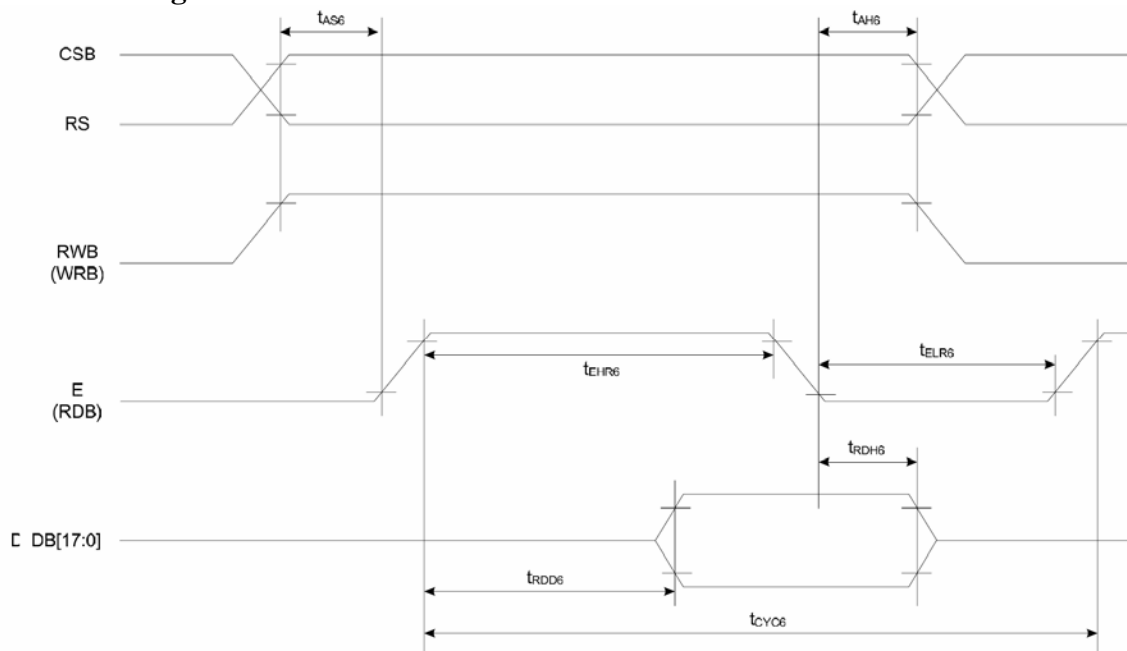 tAS6
tAH6
CSB
RS
RWB
(WRB)
E
(RDB)
tEHR6
tELR6
tRDH6
DB[17:0]
tRDD6
tCYC6